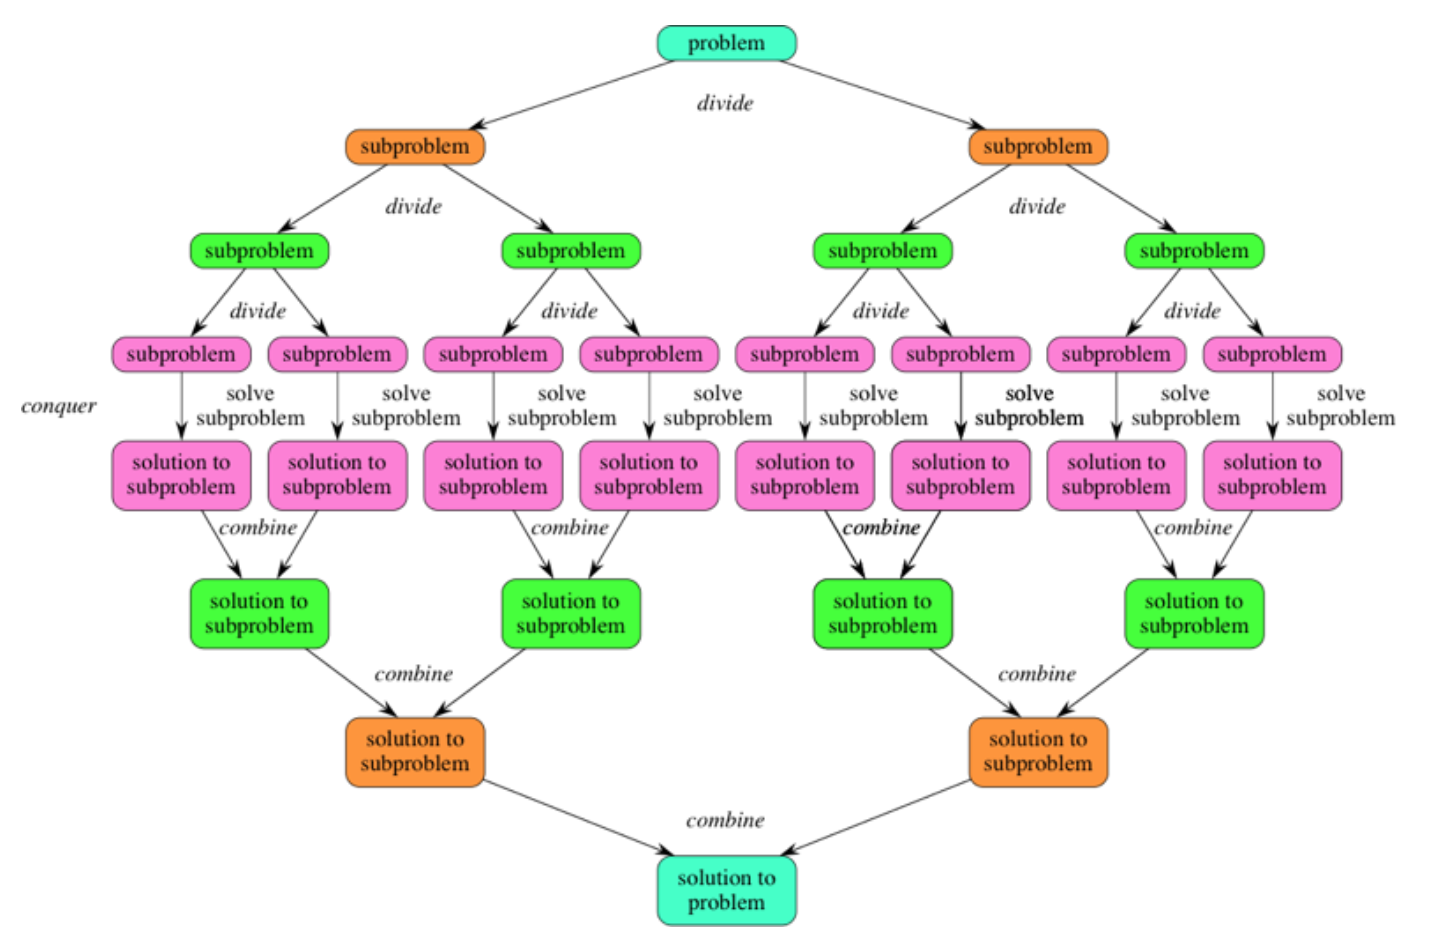 problem
divide
subproblem
subproblem
divide
divide
subproblem
subproblem
subproblem
subproblem
divide
divide
divide
divide
subproblem
subproblem
subproblem
subproblem
subproblem
subproblem
subproblem
subproblem
conquer
solve
subproblem
solve
subproblem
solve
subproblem
solve
subproblem
solve
subproblem
solve
subproblem
solve
subproblem
solve
subproblem
solution to
subproblem
solution to
subproblem
solution to
subproblem
solution to
subproblem
solution to
subproblem
solution to
subproblem
solution to
subproblem
solution to
subproblem
combine
combine
combine
combine
solution to
subproblem
solution to
subproblem
solution to
subproblem
solution to
subproblem
combine
combine
solution to
subproblem
solution to
subproblem
combine
solution to
problem